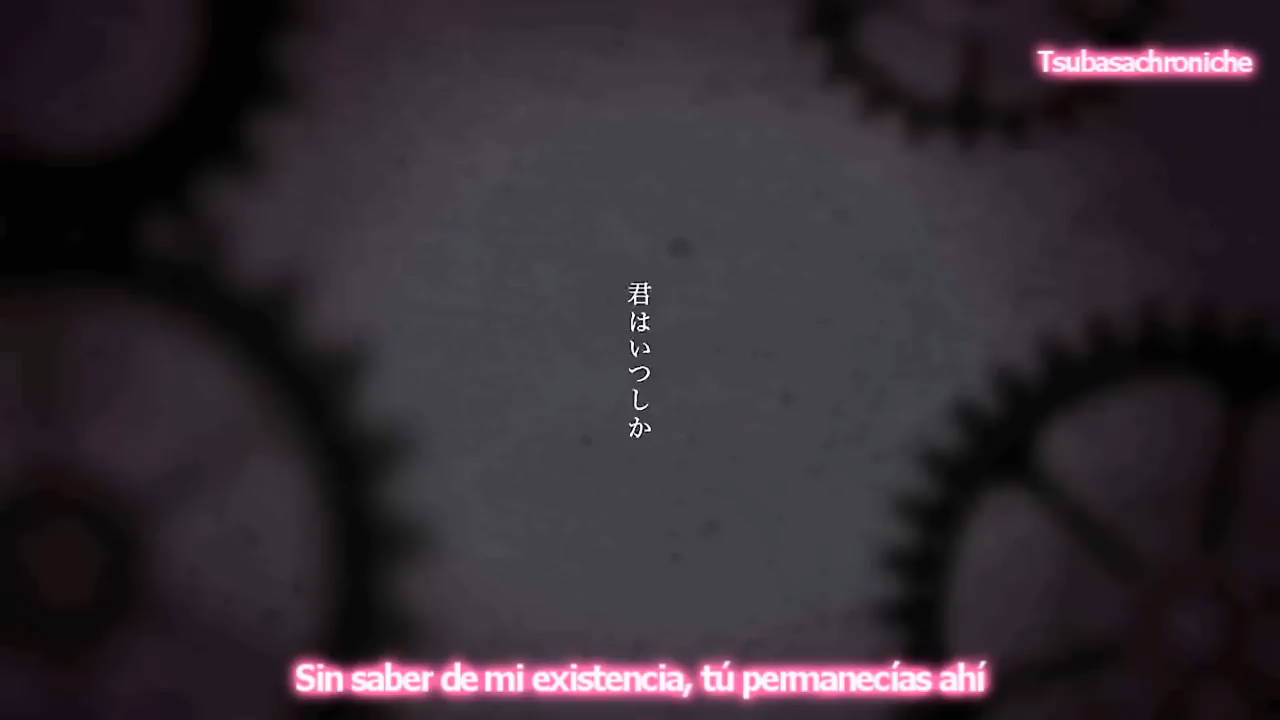 Tsubasachroniche
君はいつしか
Sin saber de mi existencia, tú permanecías ahí